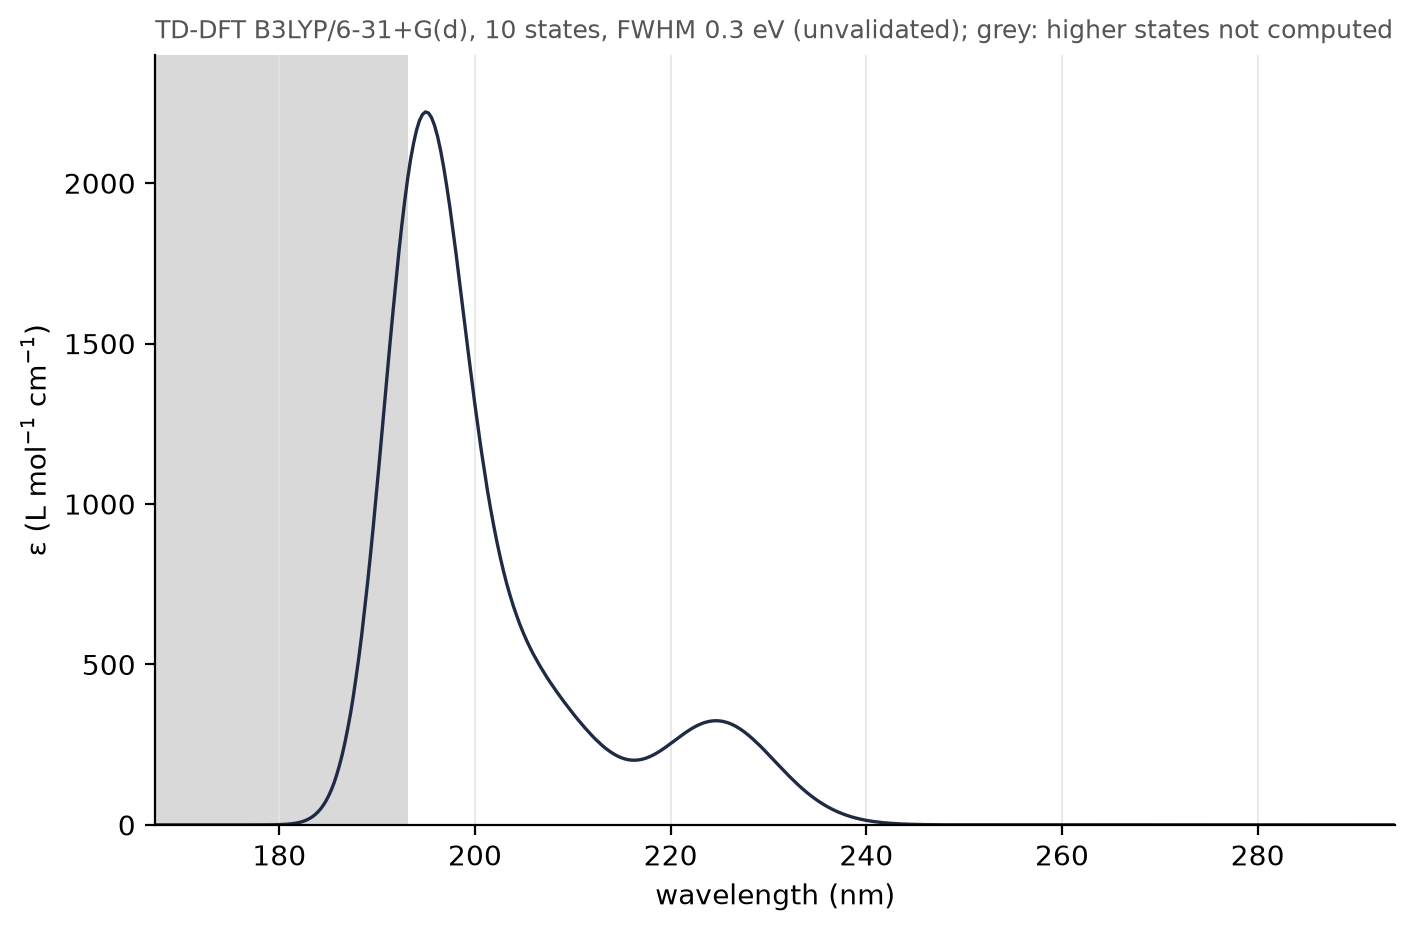 TD-DFT B3LYP/6-31+G(d), 10 states, FWHM 0.3 eV (unvalidated); grey: higher states not computed
2000
1500
1000
500
0
ε (L mol⁻¹ cm⁻¹)
180 200 220 240 260 280
wavelength (nm)